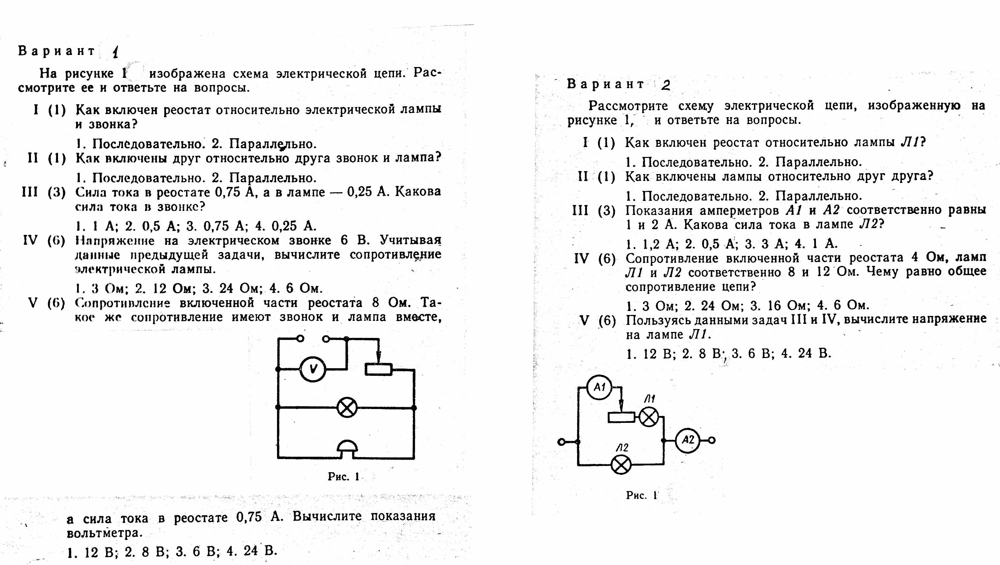 Вариант 1
На рисунке 1 изображена схема электрической цепи. Рас-
смотрите ее и ответьте на вопросы.
I (1) Как включен реостат относительно электрической лампы
и звонка?
1. Последовательно. 2. Параллельно.
II (1) Как включены друг относительно друга звонок и лампа?
1. Последовательно. 2. Параллельно.
III (3) Сила тока в реостате 0,75 А, а в лампе — 0,25 А. Какова
сила тока в звонке?
1. 1 А; 2. 0,5 А; 3. 0,75 А; 4. 0,25 А.
IV (6) Напряжение на электрическом звонке 6 В. Учитывая
данные предыдущей задачи, вычислите сопротивление
электрической лампы.
1. 3 Ом; 2. 12 Ом; 3. 24 Ом; 4. 6 Ом.
V (6) Сопротивление включенной части реостата 8 Ом. Та-
кое же сопротивление имеют звонок и лампа вместе,
V
Рис. 1
а сила тока в реостате 0,75 А. Вычислите показания
вольтметра.
1. 12 В; 2. 8 В; 3. 6 В; 4. 24 В.
Вариант 2
Рассмотрите схему электрической цепи, изображенную на
рисунке 1, и ответьте на вопросы.
I (1) Как включен реостат относительно лампы Л1?
1. Последовательно. 2. Параллельно.
II (1) Как включены лампы относительно друг друга?
1. Последовательно. 2. Параллельно.
III (3) Показания амперметров А1 и А2 соответственно равны
1 и 2 А. Какова сила тока в лампе Л2?
1. 1,2 А; 2. 0,5 А; 3. 3 А; 4. 1 А.
IV (6) Сопротивление включенной части реостата 4 Ом, ламп
Л1 и Л2 соответственно 8 и 12 Ом. Чему равно общее
сопротивление цепи?
1. 3 Ом; 2. 24 Ом; 3. 16 Ом; 4. 6 Ом.
V (6) Пользуясь данными задач III и IV, вычислите напряжение
на лампе Л1.
1. 12 В; 2. 8 В; 3. 6 В; 4. 24 В.
А1
Л1
А2
Л2
Рис. 1